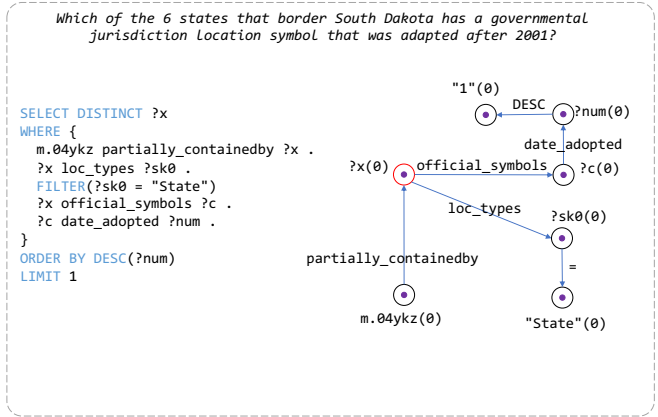 Which of the 6 states that border South Dakota has a governmental
jurisdiction location symbol that was adapted after 2001?
SELECT DISTINCT ?x
WHERE {
m.04ykz partially_containedby ?x .
?x loc_types ?sk0 .
FILTER(?sk0 = "State")
?x official_symbols ?c .
?c date_adopted ?num .
}
ORDER BY DESC(?num)
LIMIT 1
"1"(0)
DESC
?num(0)
date_adopted
?x(0)
official_symbols
?c(0)
loc_types
?sk0(0)
partially_containedby
=
m.04ykz(0)
"State"(0)